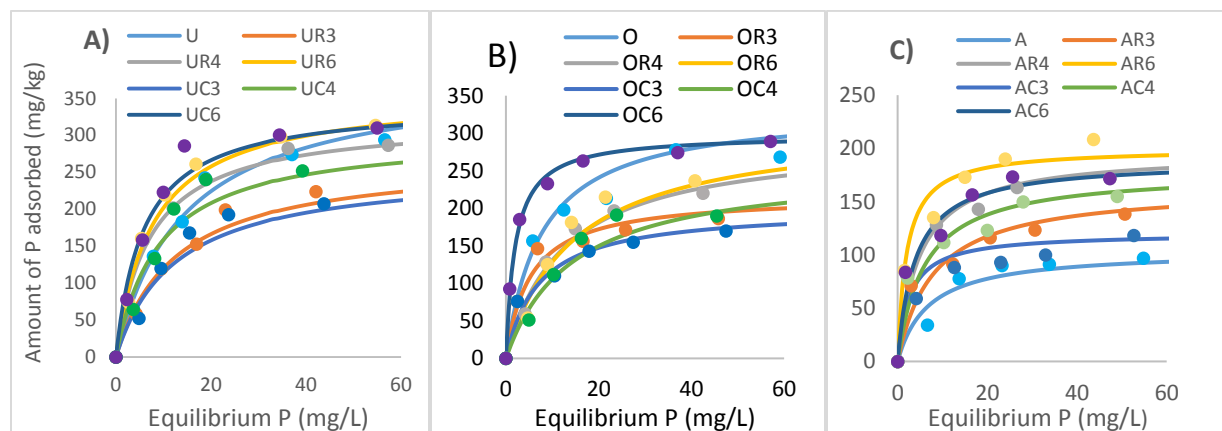 A)
U UR3
UR4 UR6
UC3 UC4
UC6
Amount of P adsorbed (mg/kg)
350
300
250
200
150
100
50
0
0 20 40 60
Equilibrium P (mg/L)
B)
O OR3
OR4 OR6
OC3 OC4
OC6
350
300
250
200
150
100
50
0
0 20 40 60
Equilibrium P (mg/L)
C)
A AR3
AR4 AR6
AC3 AC4
AC6
250
200
150
100
50
0
0 20 40 60
Equilibrium P (mg/L)